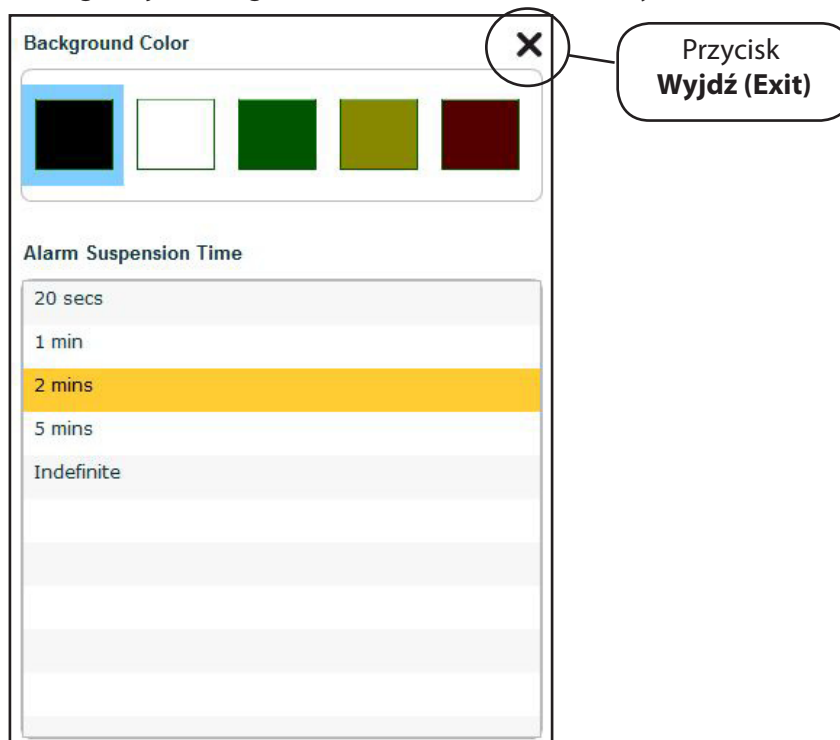 Background Color
Przycisk
Wyjdź (Exit)
Alarm Suspension Time
20 secs
1 min
2 mins
5 mins
Indefinite